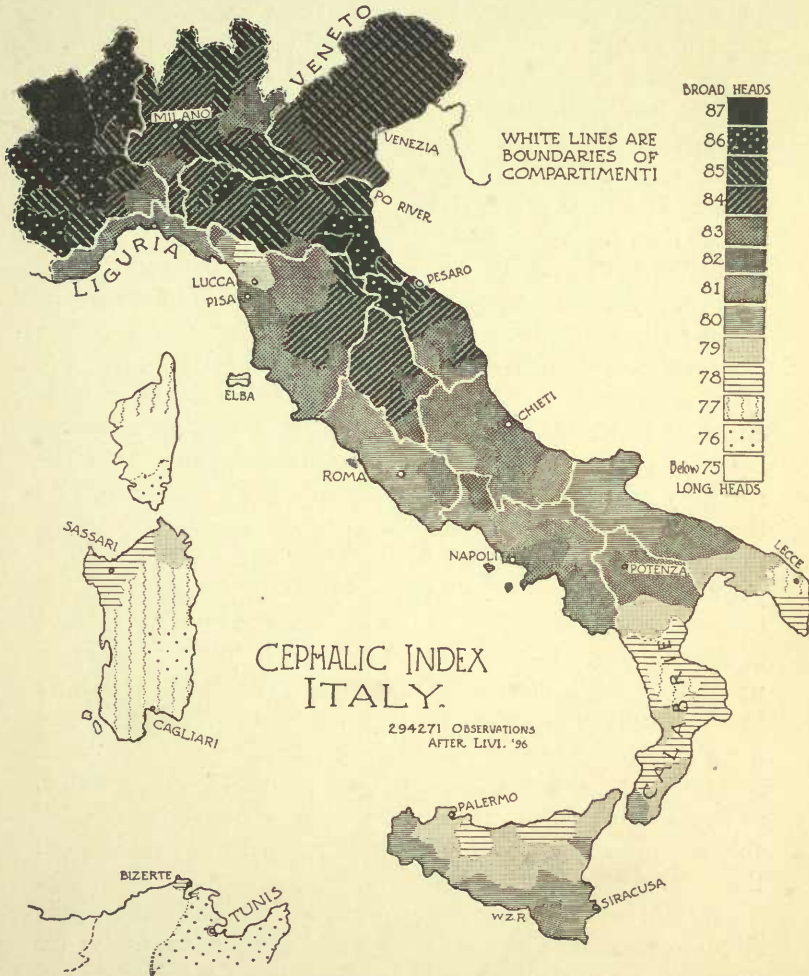 VENETO
MILANO
VENEZIA
PO RIVER
LIGURIA
LUCCA
PISA
PESARO
ELBA
CHIETI
ROMA
NAPOLI
POTENZA
LECCE
CALABRIE
SASSARI
CAGLIARI
PALERMO
SIRACUSA
W.Z.R
BIZERTE
TUNIS
WHITE LINES ARE
BOUNDARIES OF
COMPARTIMENTI
BROAD HEADS
87
86
85
84
83
82
81
80
79
78
77
76
Below 75
LONG HEADS
CEPHALIC INDEX
ITALY.
294271 OBSERVATIONS
AFTER LIVI. '96